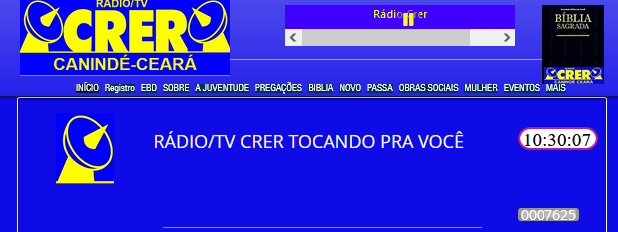 RÁDIO/TV
CRER
CANINDÉ-CEARÁ
Rádio Crer
BÍBLIA
SAGRADA
CRER
CANINDÉ-CEARÁ
INÍCIO Registro EBD SOBRE A JUVENTUDE PREGAÇÕES BIBLIA NOVO PASSA OBRAS SOCIAIS MULHER EVENTOS MAIS
RÁDIO/TV CRER TOCANDO PRA VOCÊ
10:30:07
0007625